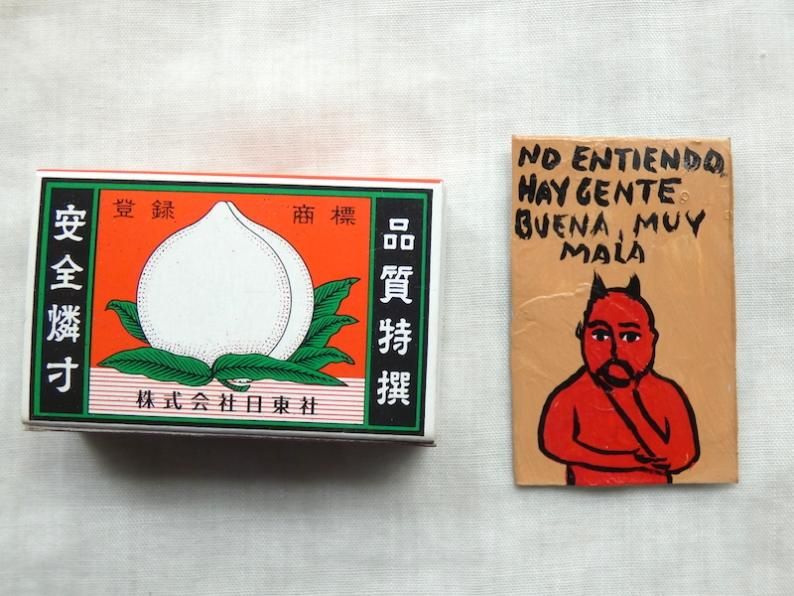 登録 商標
安全燐寸
品質特撰
株式会社日東社
NO ENTIENDO,
HAY GENTE
BUENA, MUY
MALA